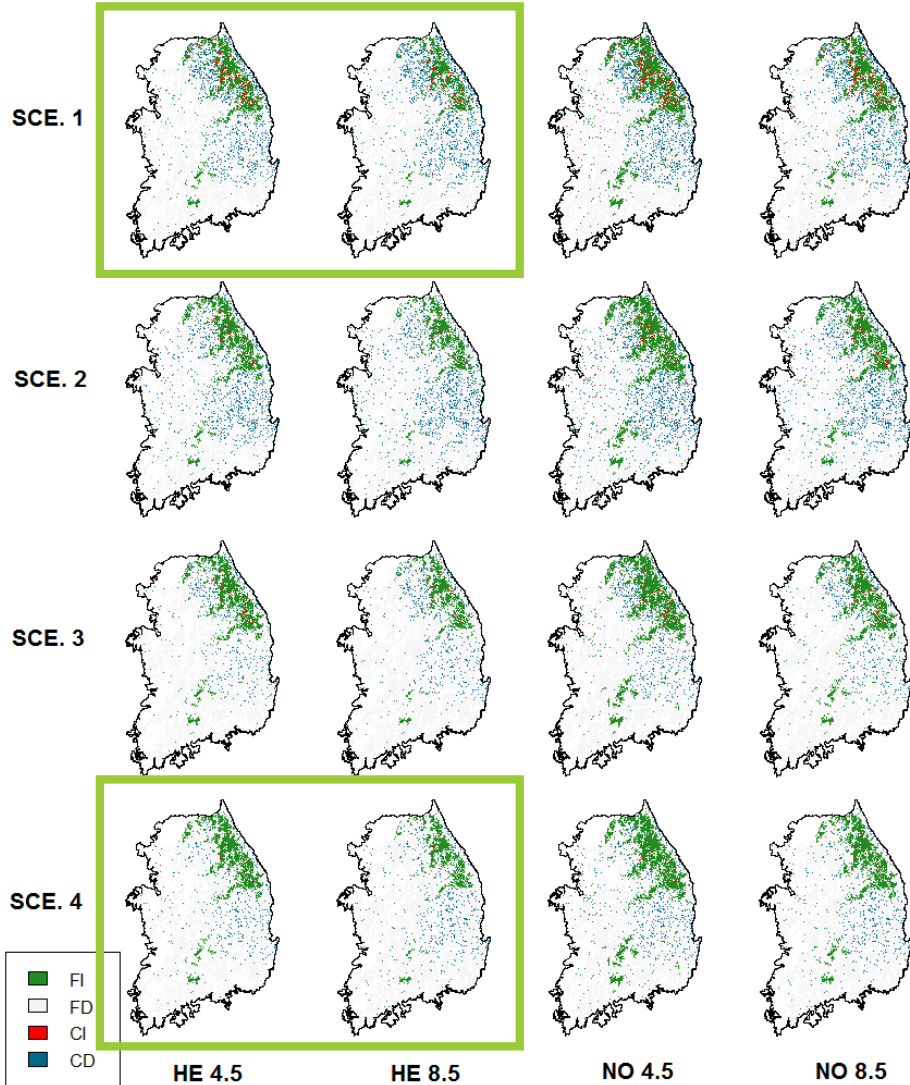 SCE. 1
SCE. 2
SCE. 3
SCE. 4
FI
FD
CI
CD
HE 4.5 HE 8.5 NO 4.5 NO 8.5